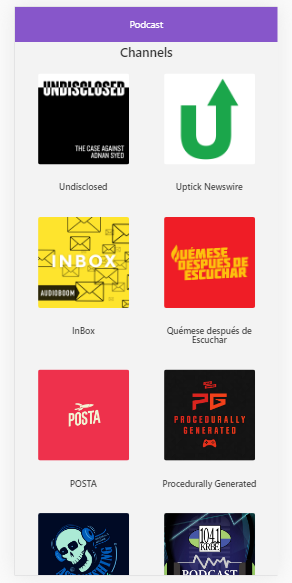 Podcast
Channels
UNDISCLOSED
THE CASE AGAINST
ADNAN SYED
U
Undisclosed
Uptick Newswire
INBOX
AUDIOBOOM
QUÉMESE
DESPUÉS DE
ESCUCHAR
InBox
Quémese después de
Escuchar
POSTA
PG
PROCEDURALLY
GENERATED
POSTA
Procedurally Generated
104.1
KRBE
PODCAST